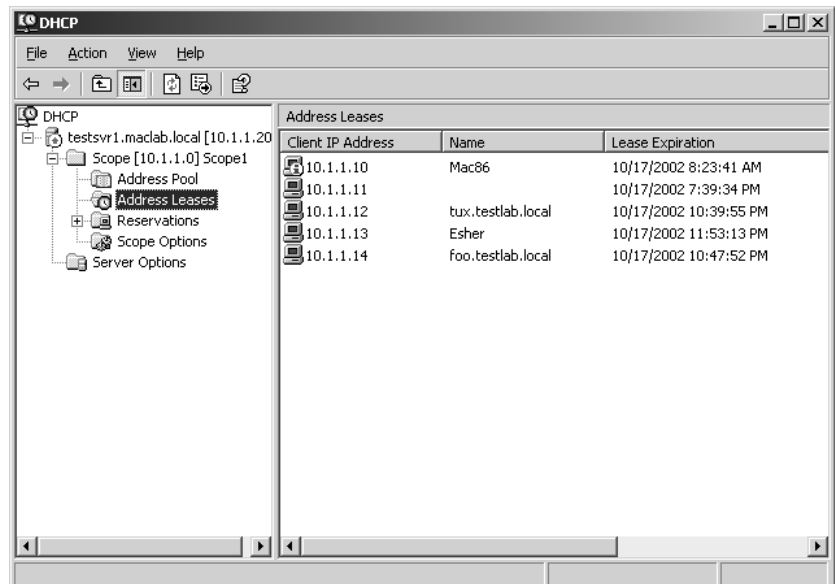 DHCP
File Action View Help
DHCP
testsvr1.maclab.local [10.1.1.20
Scope [10.1.1.0] Scope1
Address Pool
Address Leases
Reservations
Scope Options
Server Options
Address Leases
Client IP Address Name Lease Expiration
10.1.1.10 Mac86 10/17/2002 8:23:41 AM
10.1.1.11 10/17/2002 7:39:34 PM
10.1.1.12 tux.testlab.local 10/17/2002 10:39:55 PM
10.1.1.13 Esher 10/17/2002 11:53:13 PM
10.1.1.14 foo.testlab.local 10/17/2002 10:47:52 PM